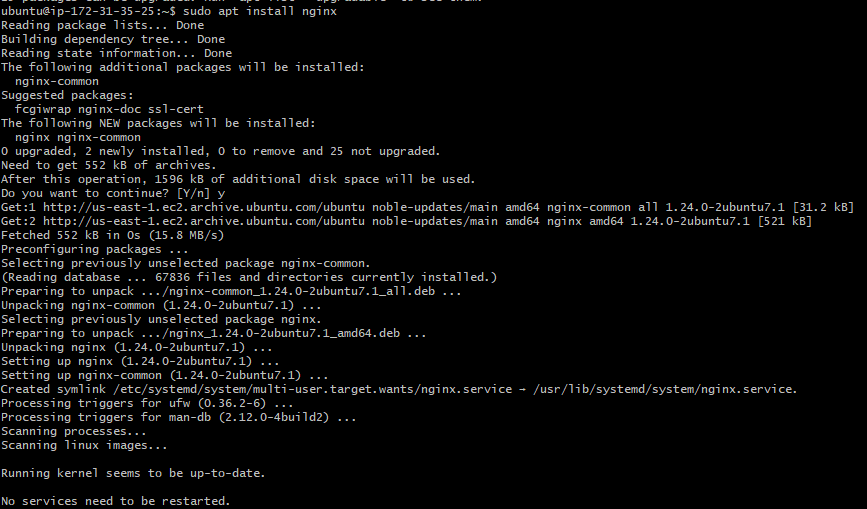 ubuntu@ip-172-31-35-25:~$ sudo apt install nginx
Reading package lists... Done
Building dependency tree... Done
Reading state information... Done
The following additional packages will be installed:
  nginx-common
Suggested packages:
  fcgiwrap nginx-doc ssl-cert
The following NEW packages will be installed:
  nginx nginx-common
0 upgraded, 2 newly installed, 0 to remove and 25 not upgraded.
Need to get 552 kB of archives.
After this operation, 1596 kB of additional disk space will be used.
Do you want to continue? [Y/n] y
Get:1 http://us-east-1.ec2.archive.ubuntu.com/ubuntu noble-updates/main amd64 nginx-common all 1.24.0-2ubuntu7.1 [31.2 kB]
Get:2 http://us-east-1.ec2.archive.ubuntu.com/ubuntu noble-updates/main amd64 nginx amd64 1.24.0-2ubuntu7.1 [521 kB]
Fetched 552 kB in 0s (15.8 MB/s)
Preconfiguring packages ...
Selecting previously unselected package nginx-common.
(Reading database ... 67836 files and directories currently installed.)
Preparing to unpack .../nginx-common_1.24.0-2ubuntu7.1_all.deb ...
Unpacking nginx-common (1.24.0-2ubuntu7.1) ...
Selecting previously unselected package nginx.
Preparing to unpack .../nginx_1.24.0-2ubuntu7.1_amd64.deb ...
Unpacking nginx (1.24.0-2ubuntu7.1) ...
Setting up nginx (1.24.0-2ubuntu7.1) ...
Setting up nginx-common (1.24.0-2ubuntu7.1) ...
Created symlink /etc/systemd/system/multi-user.target.wants/nginx.service → /usr/lib/systemd/system/nginx.service.
Processing triggers for ufw (0.36.2-6) ...
Processing triggers for man-db (2.12.0-4build2) ...
Scanning processes...
Scanning linux images...
Running kernel seems to be up-to-date.
No services need to be restarted.